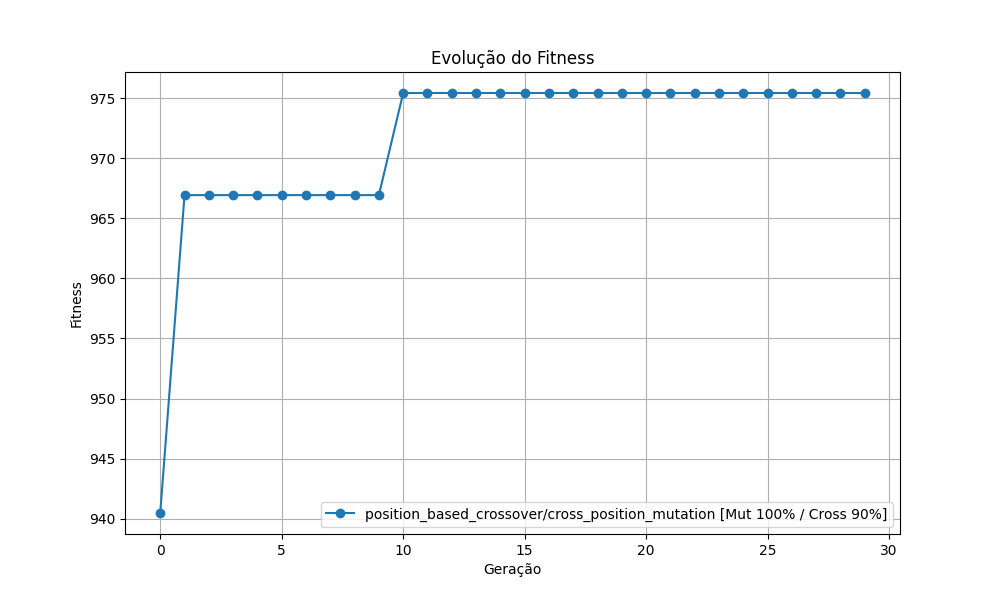 Evolução do Fitness
975
970
965
960
955
950
945
940
Fitness
position_based_crossover/cross_position_mutation [Mut 100% / Cross 90%]
0 5 10 15 20 25 30
Geração